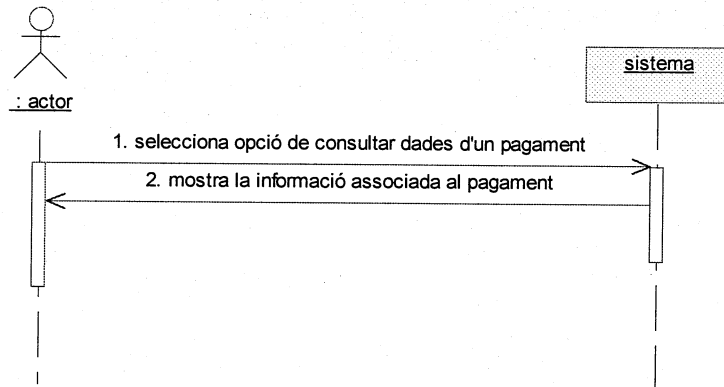 sistema
: actor
1. selecciona opció de consultar dades d'un pagament
2. mostra la informació associada al pagament